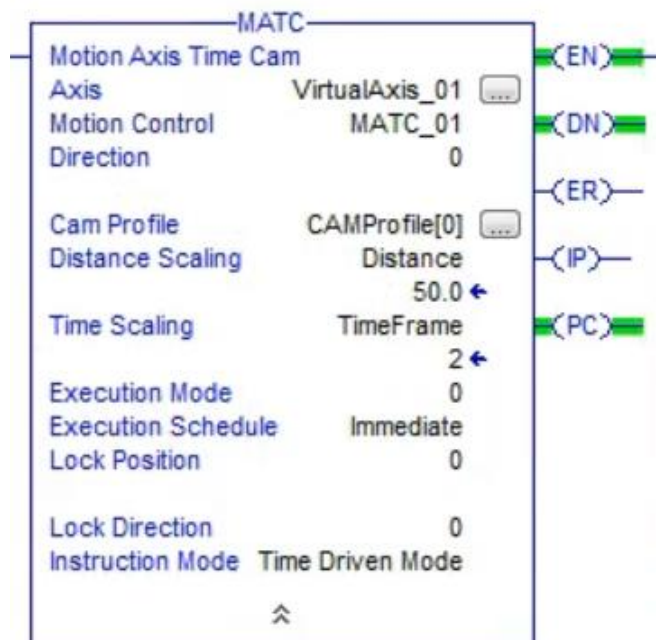 MATC
Motion Axis Time Cam (EN)
Axis VirtualAxis_01 ...
Motion Control MATC_01 (DN)
Direction 0
(ER)
Cam Profile CAMProfile[0] ...
Distance Scaling Distance (IP)
50.0
Time Scaling TimeFrame (PC)
2
Execution Mode 0
Execution Schedule Immediate
Lock Position 0
Lock Direction 0
Instruction Mode Time Driven Mode